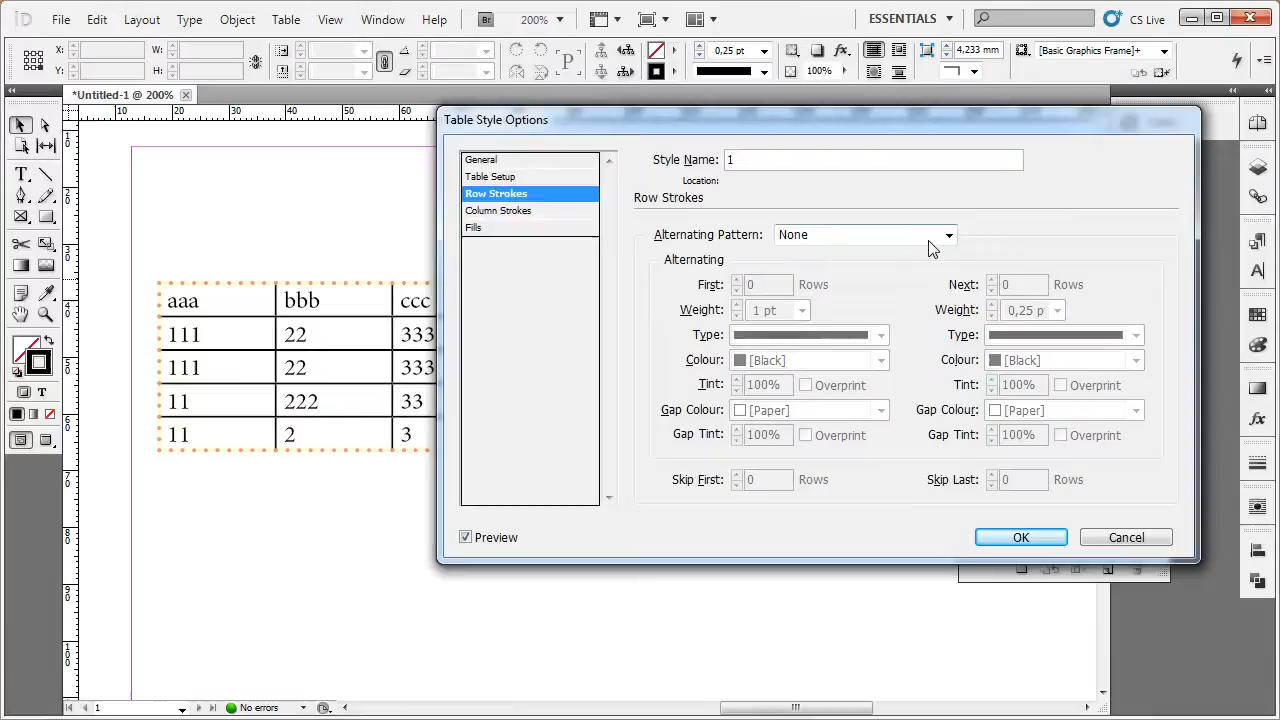 iD File Edit Layout Type Object Table View Window Help Br 200% ESSENTIALS CS Live
X: W: 0,25 pt 4,233 mm [Basic Graphics Frame]+
Y: H: P 100%
*Untitled-1 @ 200%
10 20 30 40 50 60
Table Style Options
General
Table Setup
Row Strokes
Column Strokes
Fills
Style Name: 1
Location:
Row Strokes
Alternating Pattern: None
Alternating
First: 0 Rows Next: 0 Rows
Weight: 1 pt Weight: 0,25 p
Type: Type:
Colour: [Black] Colour: [Black]
Tint: 100% Overprint Tint: 100% Overprint
Gap Colour: [Paper] Gap Colour: [Paper]
Gap Tint: 100% Overprint Gap Tint: 100% Overprint
Skip First: 0 Rows Skip Last: 0 Rows
Preview OK Cancel
aaa bbb ccc
111 22 333
111 22 333
11 222 33
11 2 3
1 No errors